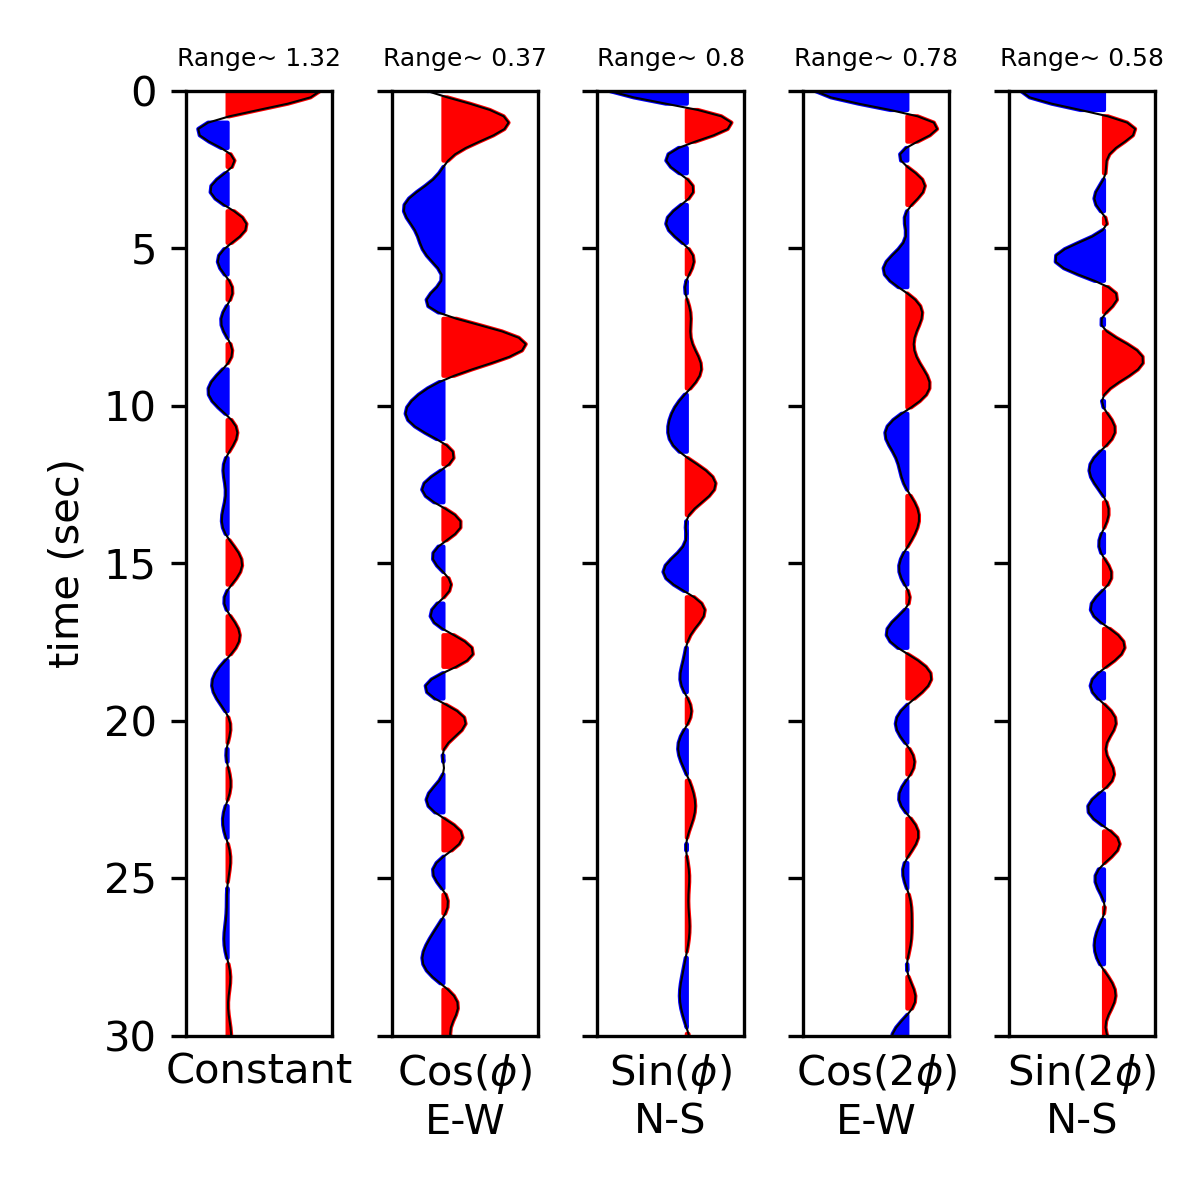 Range~ 1.32
Range~ 0.37
Range~ 0.8
Range~ 0.78
Range~ 0.58
0
5
10
15
20
25
30
time (sec)
Constant
Cos(ϕ)
E-W
Sin(ϕ)
N-S
Cos(2ϕ)
E-W
Sin(2ϕ)
N-S